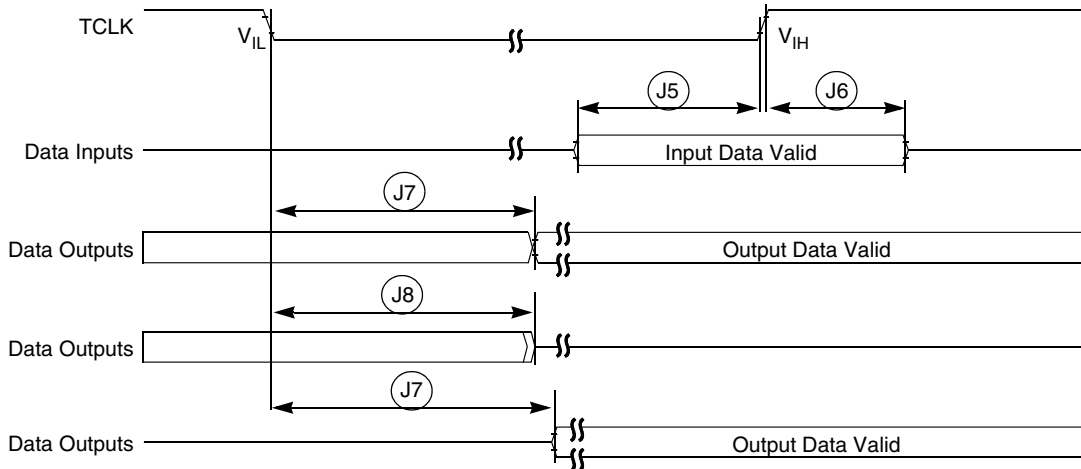 TCLK
V_IL
V_IH
J5
J6
Data Inputs
Input Data Valid
J7
Data Outputs
Output Data Valid
J8
Data Outputs
J7
Data Outputs
Output Data Valid